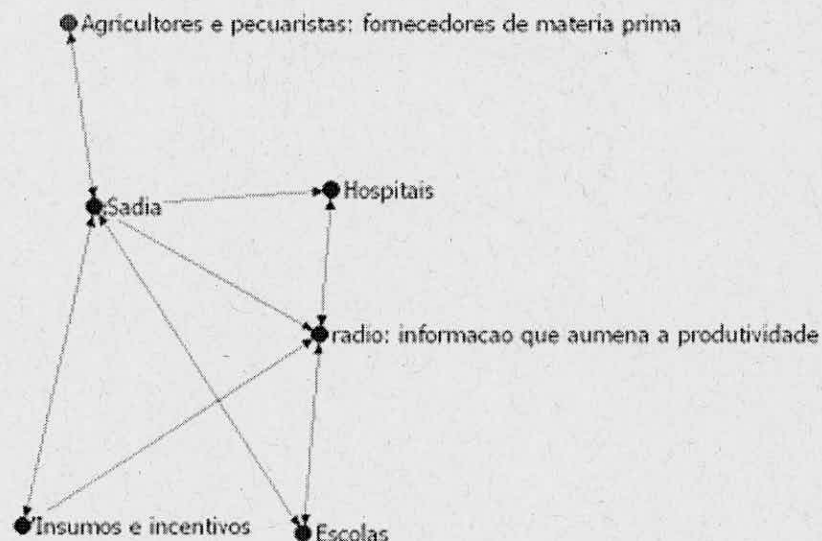 Agricultores e pecuaristas: fornecedores de materia prima
Hospitais
Sadia
radio: informacao que aumena a produtividade
Insumos e incentivos
Escolas